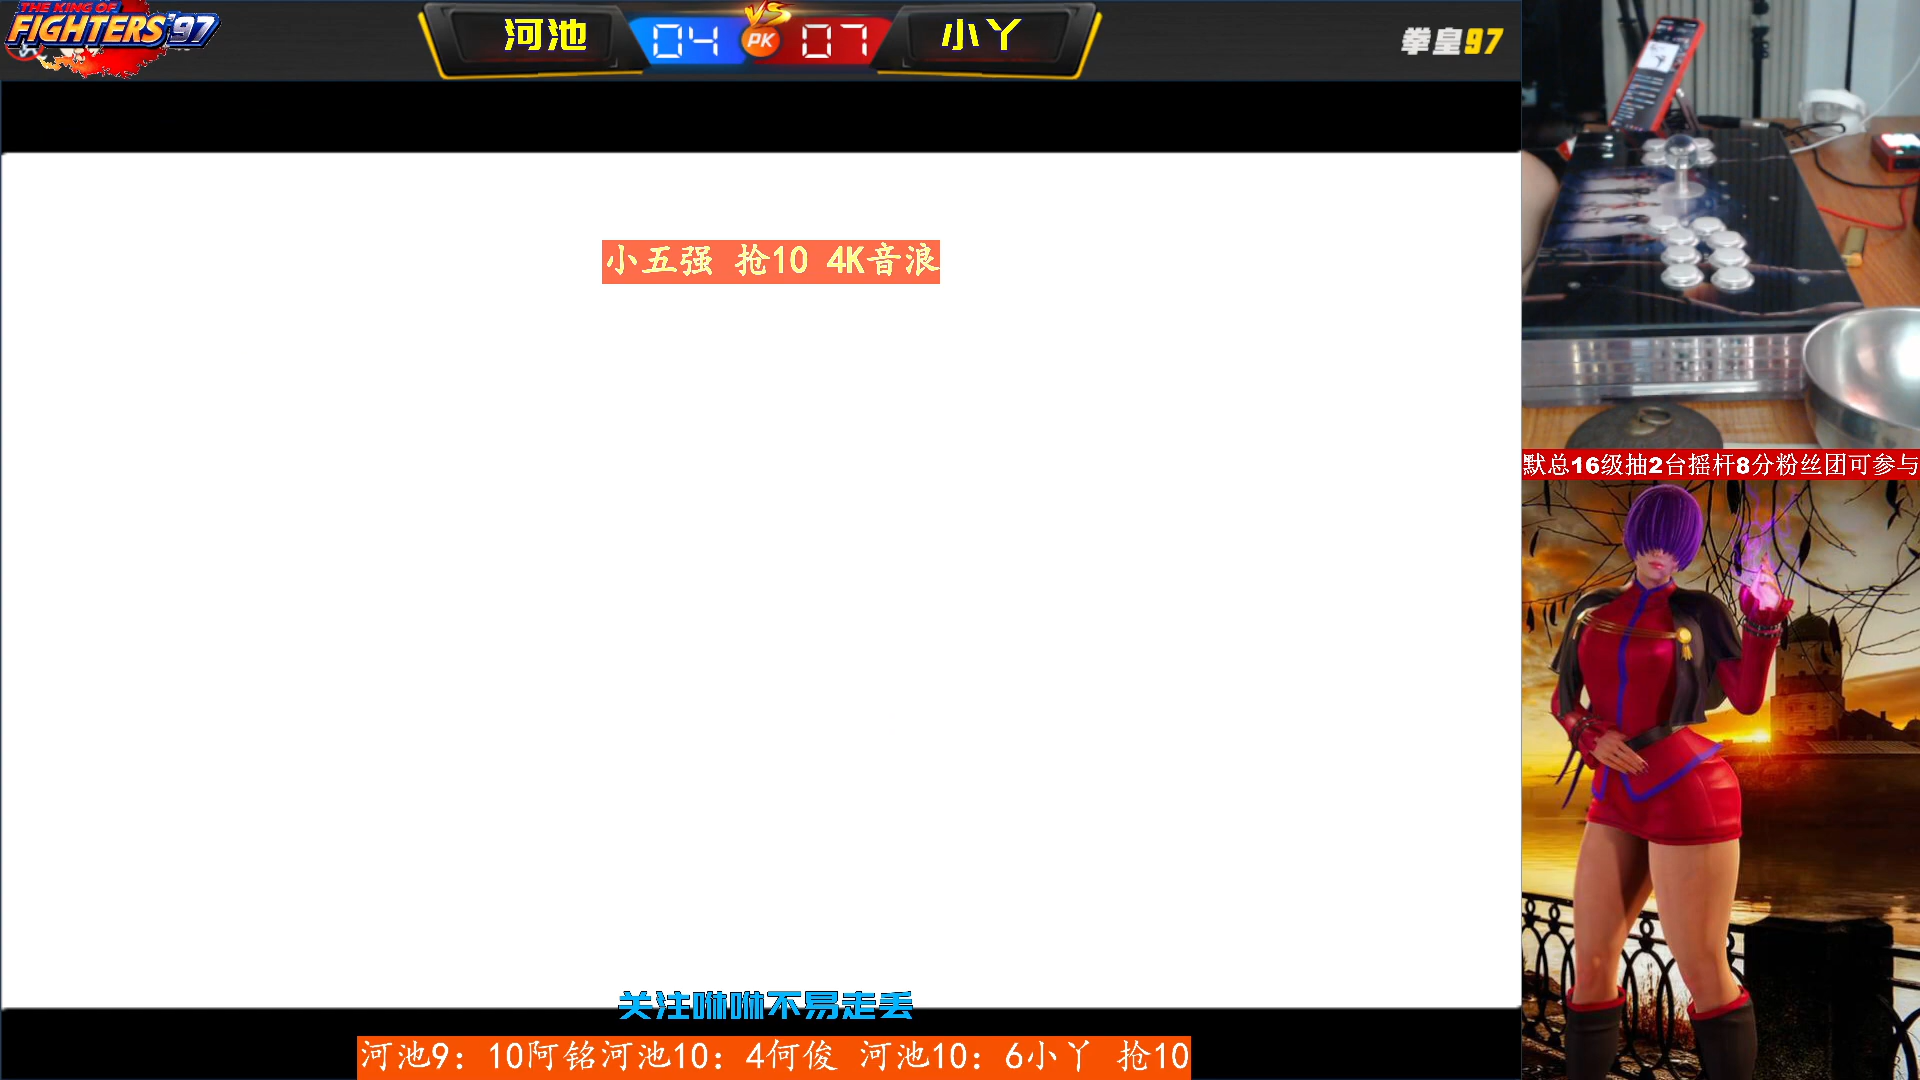 THE KING OF
FIGHTERS'97
河池
04
VS
PK
07
小丫
拳皇97
小五强 抢10 4K音浪
默总16级抽2台摇杆8分粉丝团可参与
关注咻咻不易走丢
河池9：10阿铭河池10：4何俊 河池10：6小丫 抢10